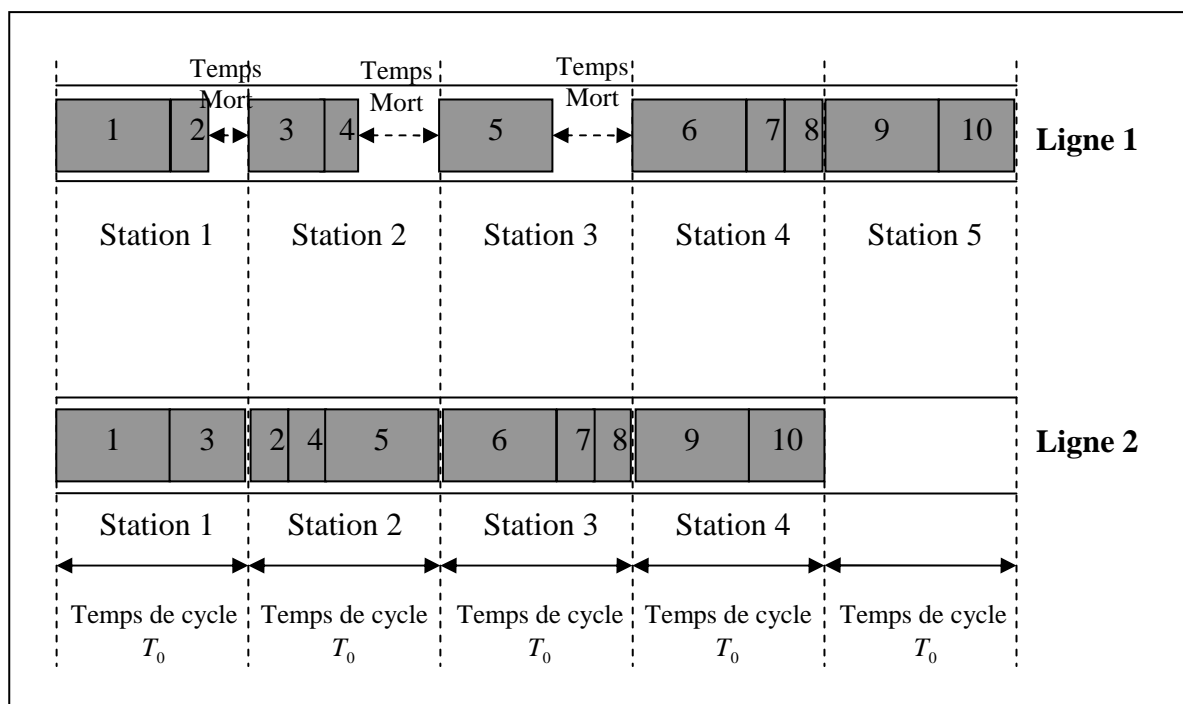 Temps Temps Temps
Mort Mort Mort
1 2 3 4 5 6 7 8 9 10 Ligne 1
Station 1 Station 2 Station 3 Station 4 Station 5
1 3 2 4 5 6 7 8 9 10 Ligne 2
Station 1 Station 2 Station 3 Station 4
Temps de cycle Temps de cycle Temps de cycle Temps de cycle Temps de cycle
T₀ T₀ T₀ T₀ T₀